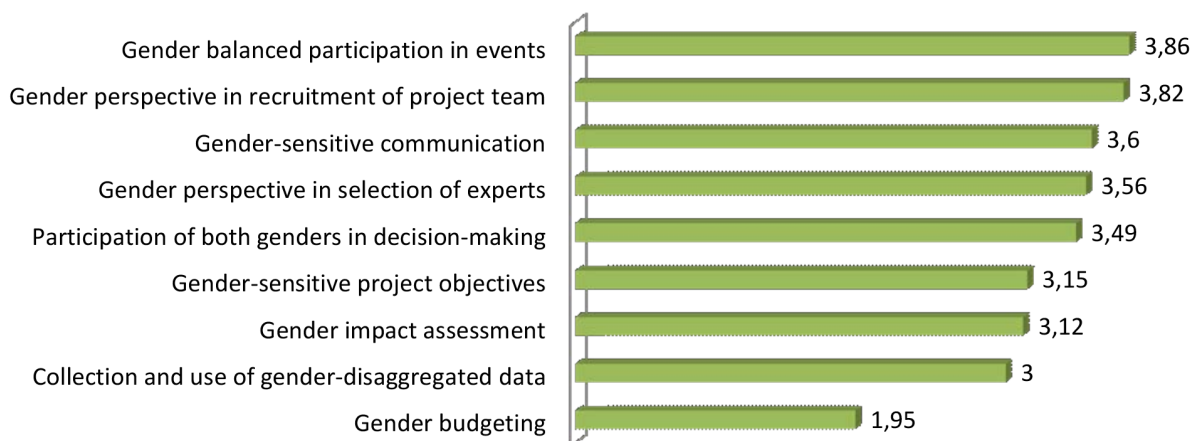 Gender balanced participation in events 3,86
Gender perspective in recruitment of project team 3,82
Gender-sensitive communication 3,6
Gender perspective in selection of experts 3,56
Participation of both genders in decision-making 3,49
Gender-sensitive project objectives 3,15
Gender impact assessment 3,12
Collection and use of gender-disaggregated data 3
Gender budgeting 1,95